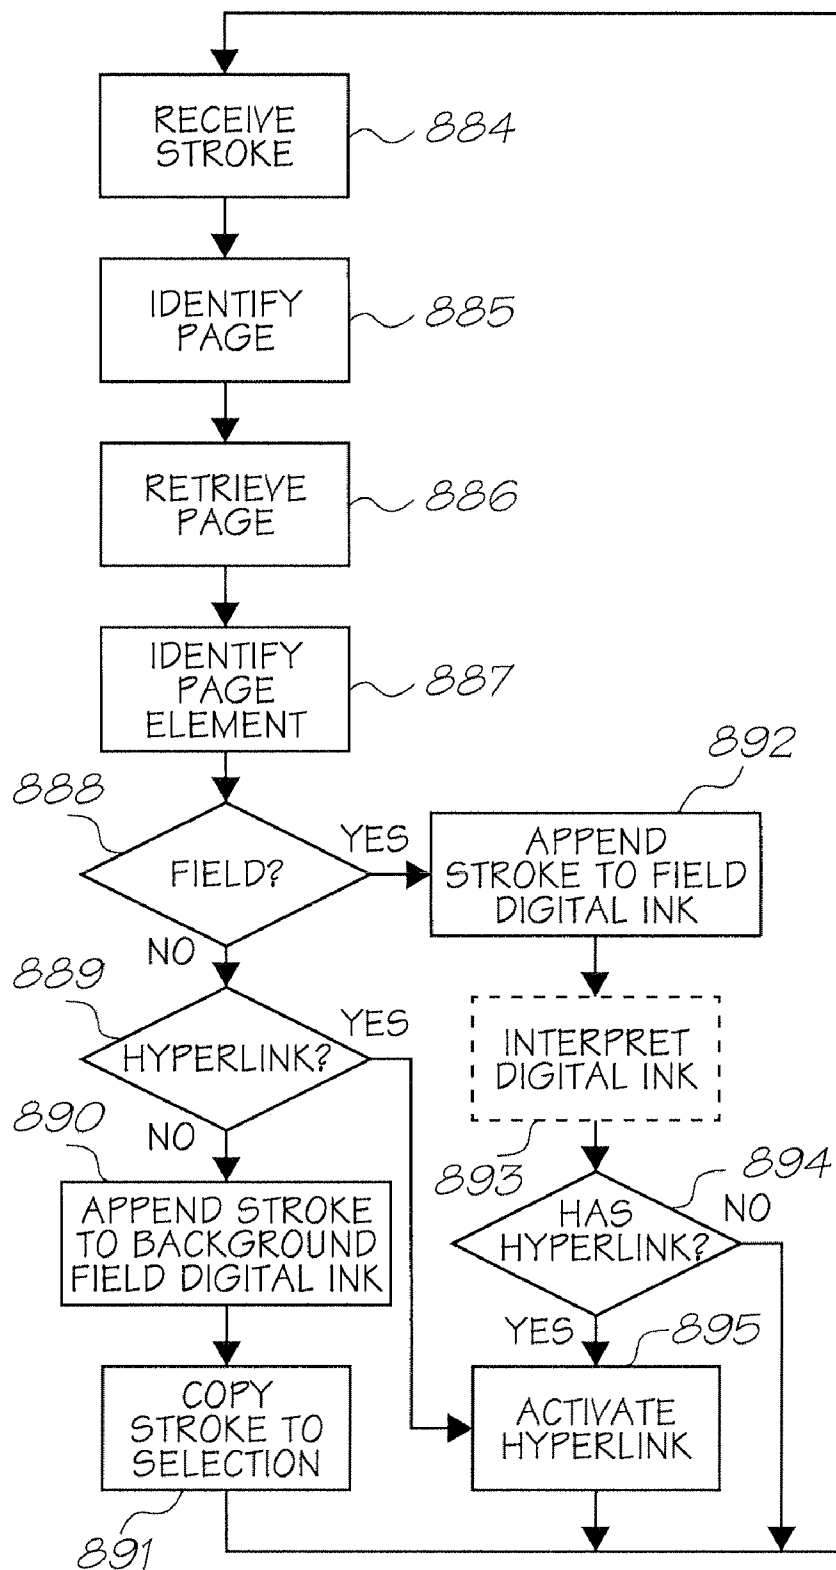 RECEIVE
STROKE
884
IDENTIFY
PAGE
885
RETRIEVE
PAGE
886
IDENTIFY
PAGE
ELEMENT
887
888
FIELD?
YES
NO
892
APPEND
STROKE TO FIELD
DIGITAL INK
889
HYPERLINK?
YES
NO
INTERPRET
DIGITAL INK
893
890
APPEND STROKE
TO BACKGROUND
FIELD DIGITAL INK
894
HAS
HYPERLINK?
NO
YES
895
COPY
STROKE TO
SELECTION
891
ACTIVATE
HYPERLINK